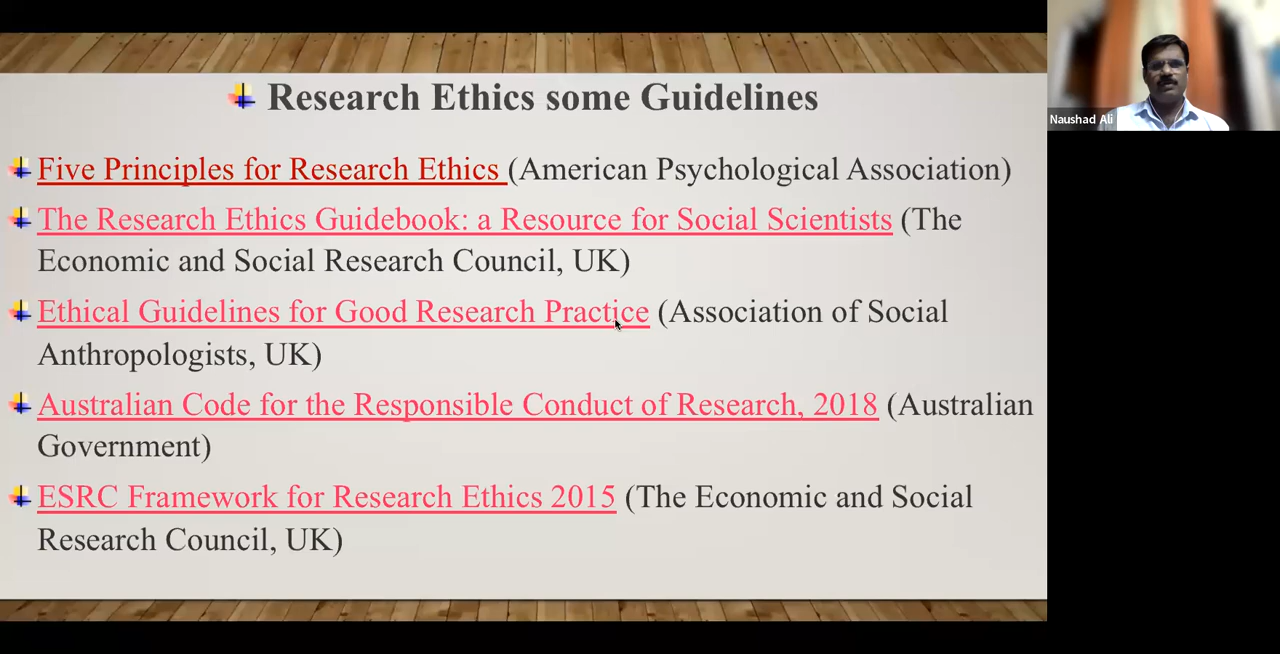 Research Ethics some Guidelines
Five Principles for Research Ethics (American Psychological Association)
The Research Ethics Guidebook: a Resource for Social Scientists (The
Economic and Social Research Council, UK)
Ethical Guidelines for Good Research Practice (Association of Social
Anthropologists, UK)
Australian Code for the Responsible Conduct of Research, 2018 (Australian
Government)
ESRC Framework for Research Ethics 2015 (The Economic and Social
Research Council, UK)
Naushad Ali